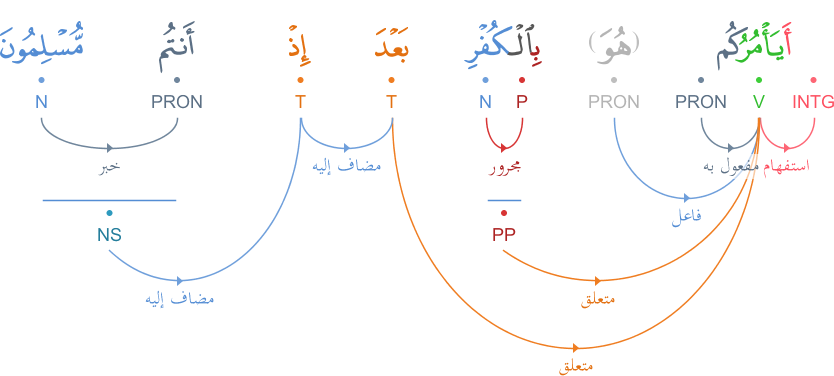 أَيَأْمُرُكُم (هُوَ) بِٱلْكُفْرِ بَعْدَ إِذْ أَنتُم مُّسْلِمُونَ
INTG V PRON PRON P N T T PRON N
استفهام مفعول به مجرور مضاف إليه خبر
فاعل
PP NS
متعلق مضاف إليه
متعلق